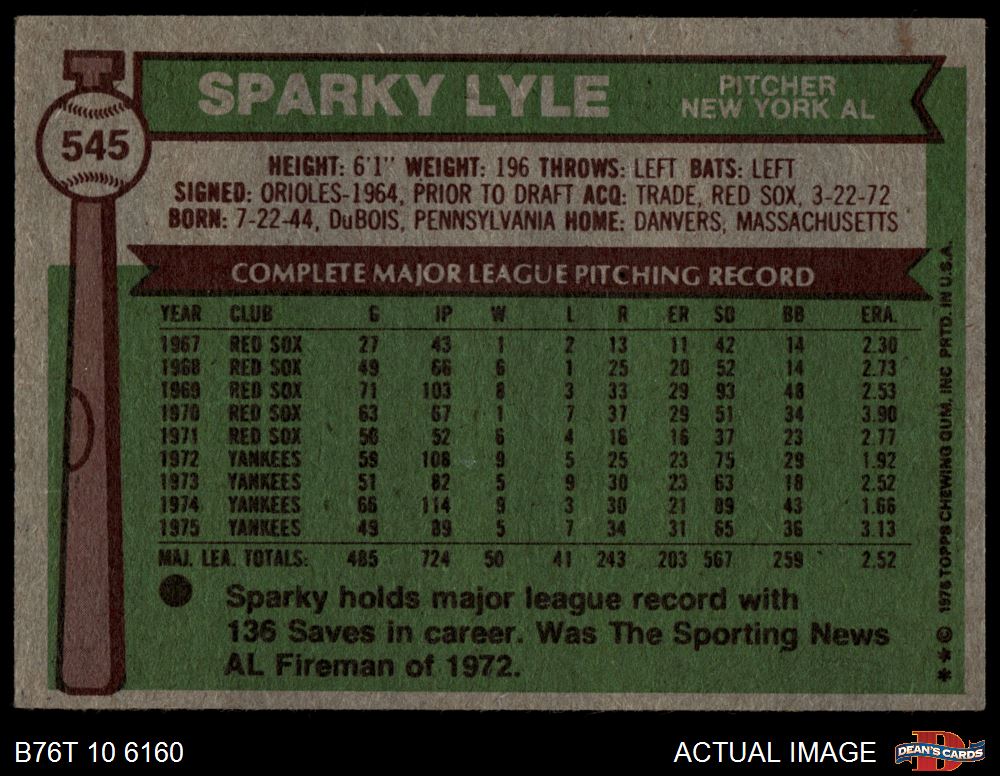 SPARKY LYLE
PITCHER
NEW YORK AL
545
HEIGHT: 6'1" WEIGHT: 196 THROWS: LEFT BATS: LEFT
SIGNED: ORIOLES-1964, PRIOR TO DRAFT ACQ: TRADE, RED SOX, 3-22-72
BORN: 7-22-44, DuBOIS, PENNSYLVANIA HOME: DANVERS, MASSACHUSETTS
COMPLETE MAJOR LEAGUE PITCHING RECORD
YEAR CLUB G IP W L R ER SO BB ERA.
1967 RED SOX 27 43 1 2 13 11 42 14 2.30
1968 RED SOX 49 66 6 1 25 20 52 14 2.73
1969 RED SOX 71 103 8 3 33 29 93 48 2.53
1970 RED SOX 63 67 1 7 37 29 51 34 3.90
1971 RED SOX 50 52 6 4 16 16 37 23 2.77
1972 YANKEES 59 108 9 5 25 23 75 29 1.92
1973 YANKEES 51 82 5 9 30 23 63 18 2.52
1974 YANKEES 66 114 9 3 30 21 89 43 1.66
1975 YANKEES 49 89 5 7 34 31 65 36 3.13
MAJ. LEA. TOTALS: 485 724 50 41 243 203 567 259 2.52
Sparky holds major league record with
136 Saves in career. Was The Sporting News
AL Fireman of 1972.
** © 1976 TOPPS CHEWING GUM, INC PRTD. IN U.S.A.
B76T 10 6160
ACTUAL IMAGE
DEAN'S CARDS